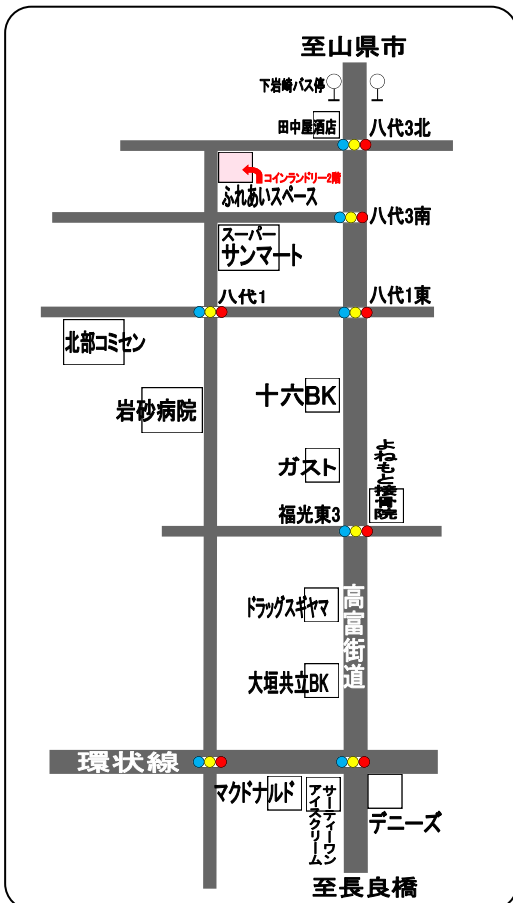 至山県市
下岩崎バス停
田中屋酒店
八代3北
コインランドリー2階
ふれあいスペース
八代3南
スーパー
サンマート
八代1
八代1東
北部コミセン
十六BK
岩砂病院
ガスト
よねもと接骨院
福光東3
ドラッグスギヤマ
高富街道
大垣共立BK
環状線
マクドナルド
サーティーワン
アイスクリーム
デニーズ
至長良橋